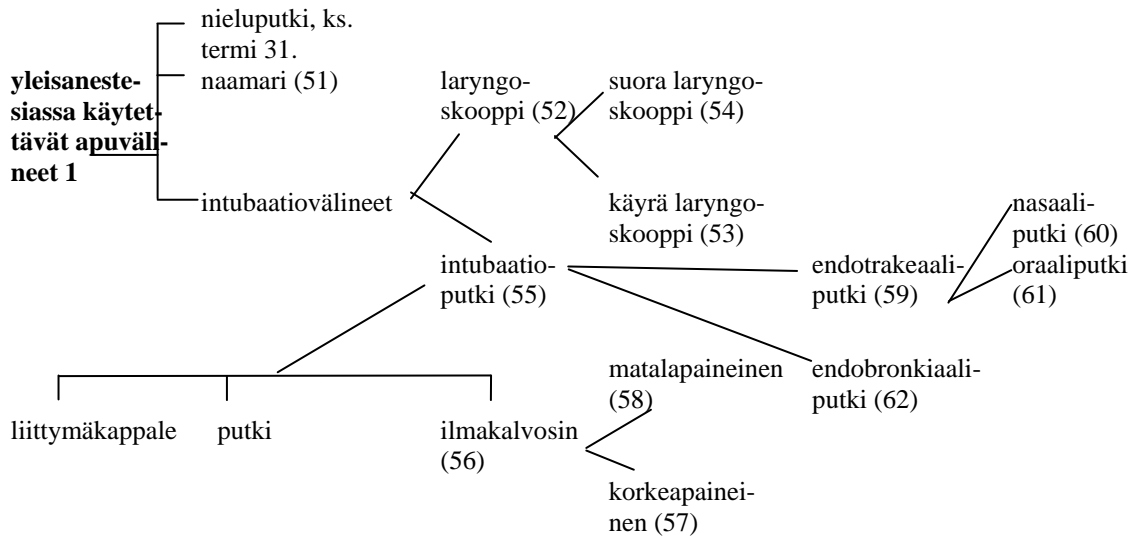 nieluputki, ks.
termi 31.
naamari (51)
yleisaneste-
siassa käytet-
tävät apuväli-
neet 1
intubaatiovälineet
laryngo-
skooppi (52)
suora laryngo-
skooppi (54)
käyrä laryngo-
skooppi (53)
intubaatio-
putki (55)
endotrakeaali-
putki (59)
nasaali-
putki (60)
oraaliputki
(61)
endobronkiaali-
putki (62)
liittymäkappale
putki
ilmakalvosin
(56)
matalapaineinen
(58)
korkeapainei-
nen (57)